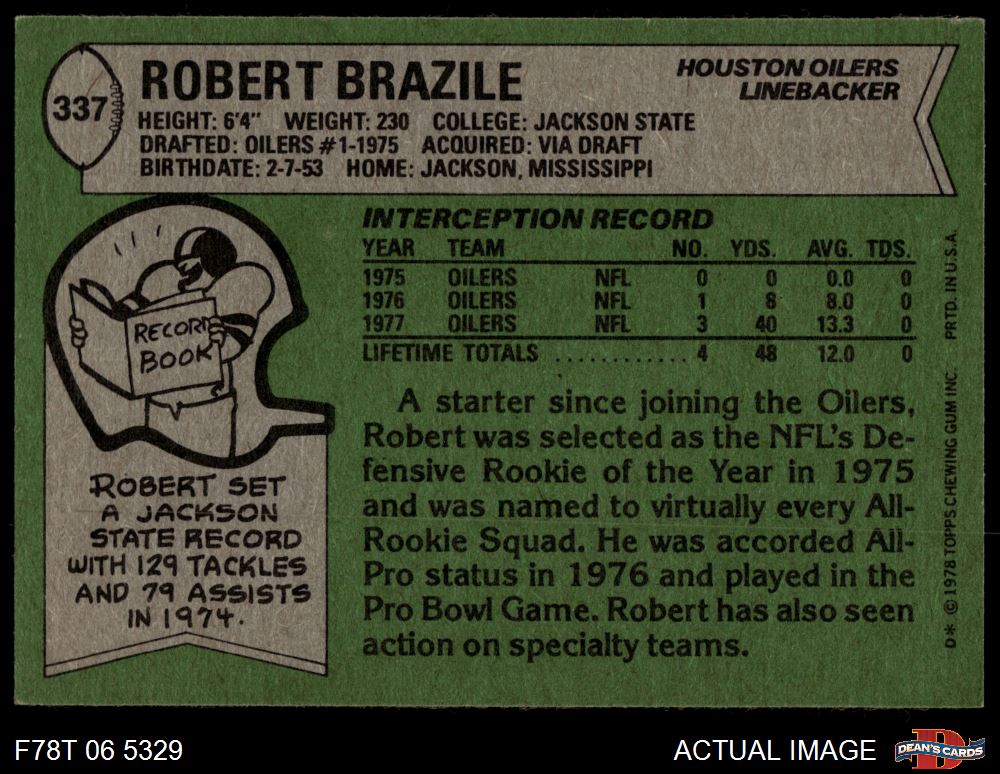 337
ROBERT BRAZILE
HOUSTON OILERS
LINEBACKER
HEIGHT: 6'4" WEIGHT: 230 COLLEGE: JACKSON STATE
DRAFTED: OILERS #1-1975 ACQUIRED: VIA DRAFT
BIRTHDATE: 2-7-53 HOME: JACKSON, MISSISSIPPI
RECORD
BOOK
ROBERT SET
A JACKSON
STATE RECORD
WITH 129 TACKLES
AND 79 ASSISTS
IN 1974.
INTERCEPTION RECORD
YEAR TEAM NO. YDS. AVG. TDS.
1975 OILERS NFL 0 0 0.0 0
1976 OILERS NFL 1 8 8.0 0
1977 OILERS NFL 3 40 13.3 0
LIFETIME TOTALS ............ 4 48 12.0 0
A starter since joining the Oilers,
Robert was selected as the NFL's De-
fensive Rookie of the Year in 1975
and was named to virtually every All-
Rookie Squad. He was accorded All-
Pro status in 1976 and played in the
Pro Bowl Game. Robert has also seen
action on specialty teams.
D* © 1978 TOPPS CHEWING GUM INC. PRTD. IN U.S.A.
F78T 06 5329
ACTUAL IMAGE
D
DEAN'S CARDS